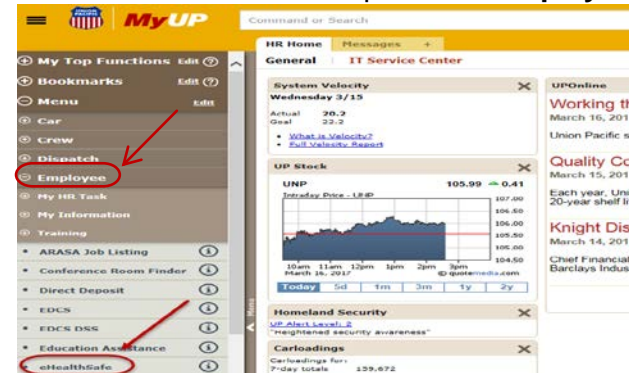 UNION PACIFIC
MyUP
Command or Search
HR Home Messages +
General IT Service Center
My Top Functions Edit
Bookmarks Edit
Menu Edit
Car
Crew
Dispatch
Employee
My HR Task
My Information
Training
ARASA Job Listing
Conference Room Finder
Direct Deposit
EDCS
EDCS DSS
Education Assistance
eHealthSafe
Menu
System Velocity
Wednesday 3/15
Actual 20.2
Goal 22.2
What is Velocity?
Full Velocity Report
UP Stock
UNP 105.99 0.41
Intraday Price - UNP
107.00
106.50
106.00
105.50
105.00
104.50
10am 11am 12pm 1pm 2pm 3pm
March 16, 2017 © quotemedia.com
Today 5d 1m 3m 1y 2y
Homeland Security
UP Alert Level: 2
"Heightened security awareness"
Carloadings
Carloadings for:
7-day totals 159,672
UPOnline
Working th
March 16, 201
Union Pacific s
Quality Co
March 15, 201
Each year, Uni
20-year shelf li
Knight Dis
March 14, 201
Chief Financial
Barclays Indus